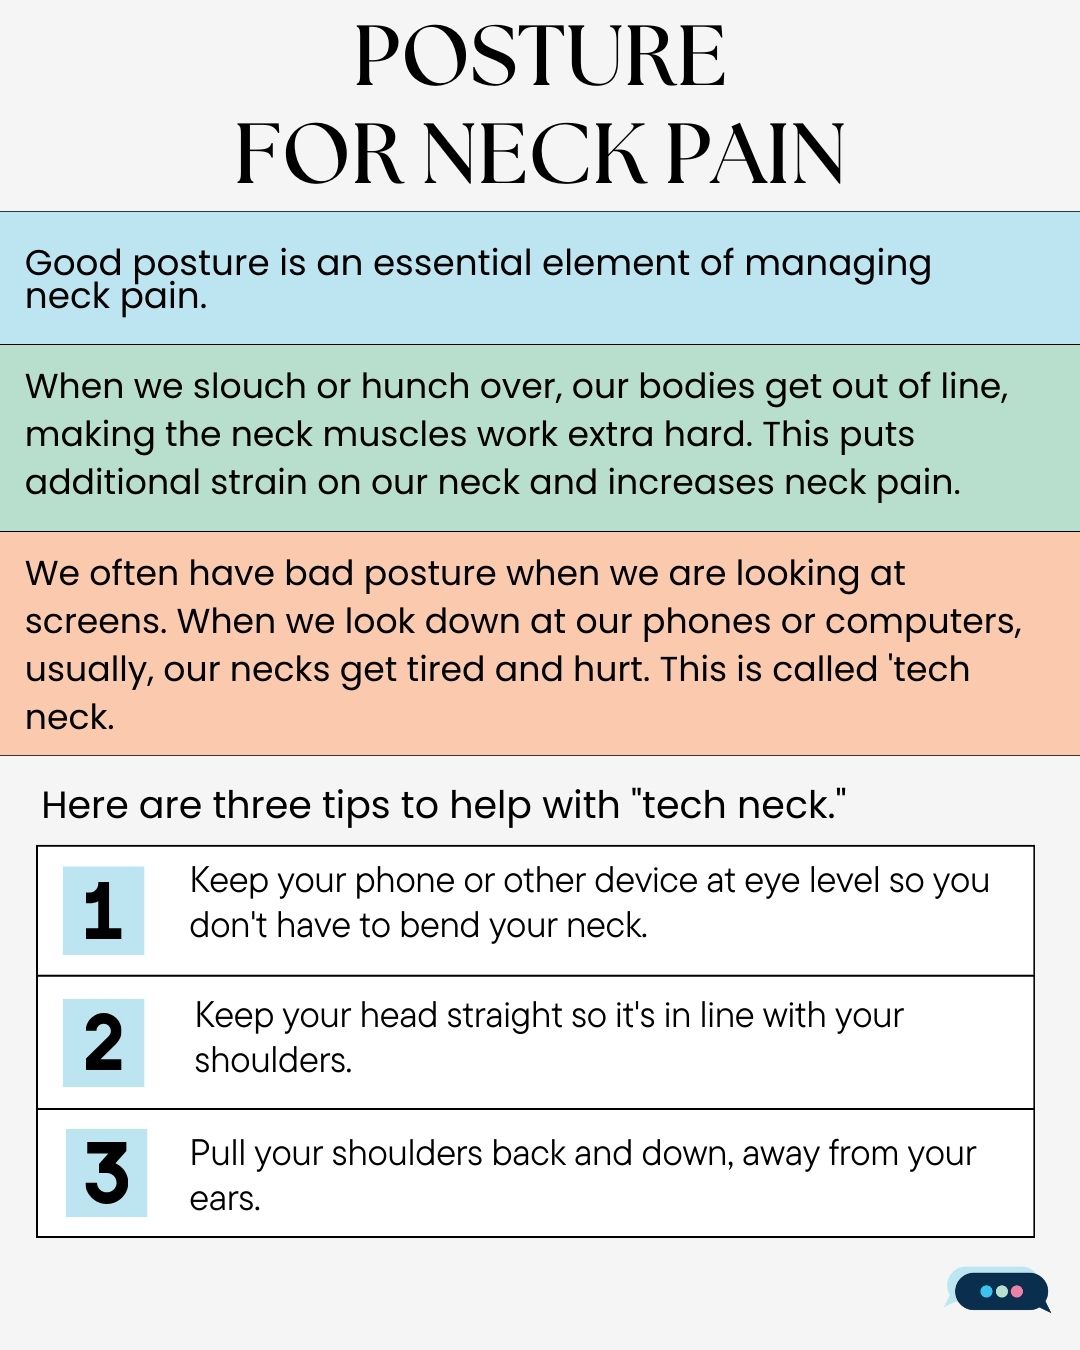 POSTURE
FOR NECK PAIN
Good posture is an essential element of managing
neck pain.
When we slouch or hunch over, our bodies get out of line,
making the neck muscles work extra hard. This puts
additional strain on our neck and increases neck pain.
We often have bad posture when we are looking at
screens. When we look down at our phones or computers,
usually, our necks get tired and hurt. This is called 'tech
neck.
Here are three tips to help with "tech neck."
1
Keep your phone or other device at eye level so you
don't have to bend your neck.
2
Keep your head straight so it's in line with your
shoulders.
3
Pull your shoulders back and down, away from your
ears.